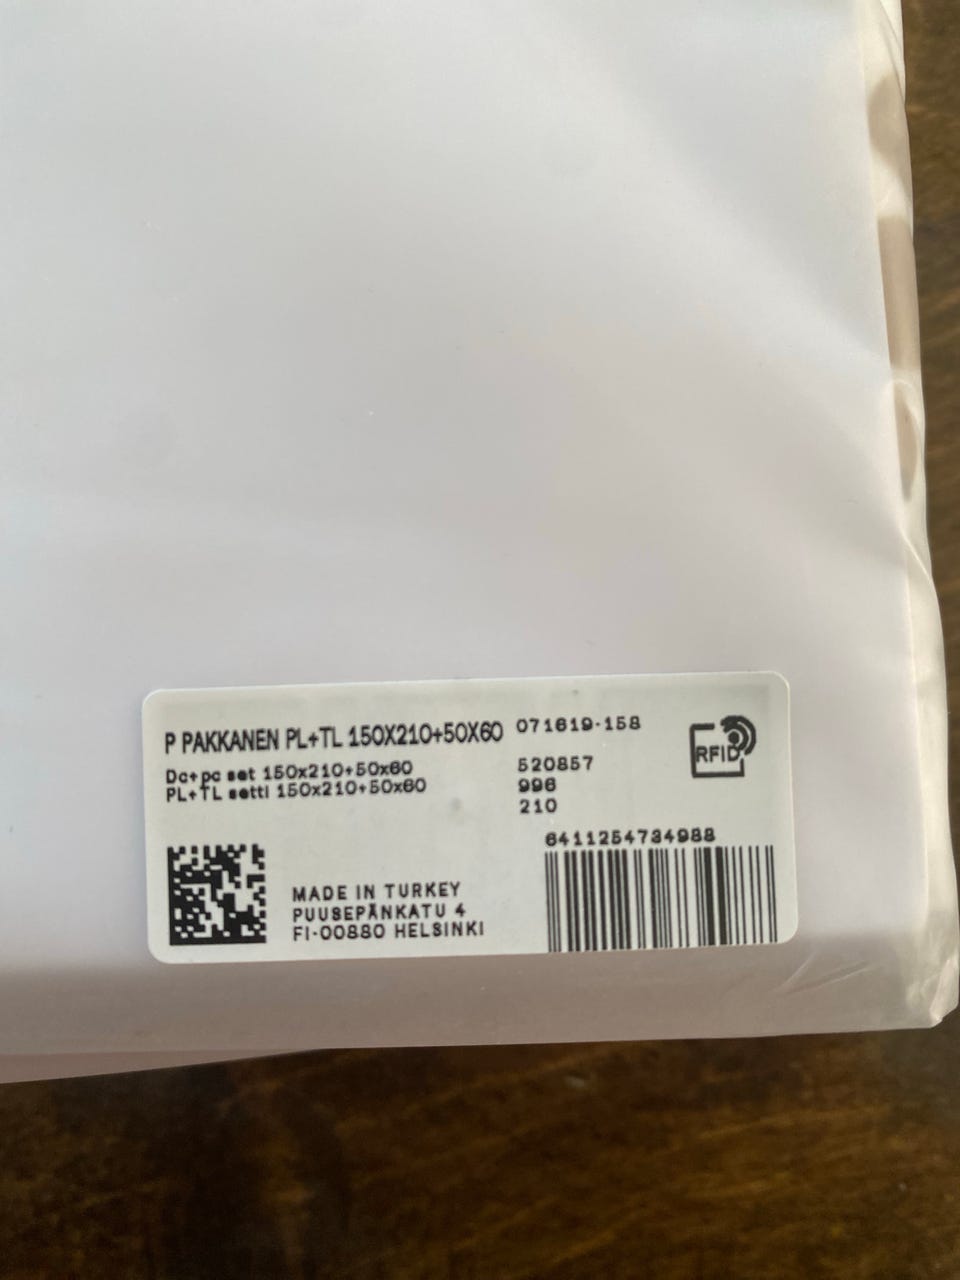 P PAKKANEN PL+TL 150X210+50X60
071619-158
RFID
Dc+pc set 150x210+50x60
PL+TL setti 150x210+50x60
520857
996
210
6411254734988
MADE IN TURKEY
PUUSEPÄNKATU 4
FI-00880 HELSINKI